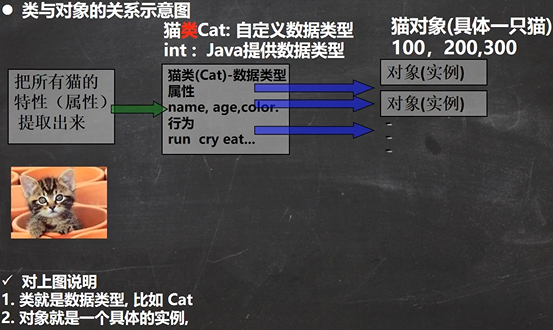 ● 类与对象的关系示意图
猫类Cat: 自定义数据类型
int： Java提供数据类型
猫对象(具体一只猫)
100，200,300
把所有猫的
特性（属性）
提取出来
猫类(Cat)-数据类型
属性
name, age,color.
行为
run cry eat...
对象(实例)
对象(实例)
✓ 对上图说明
1. 类就是数据类型, 比如 Cat
2. 对象就是一个具体的实例,